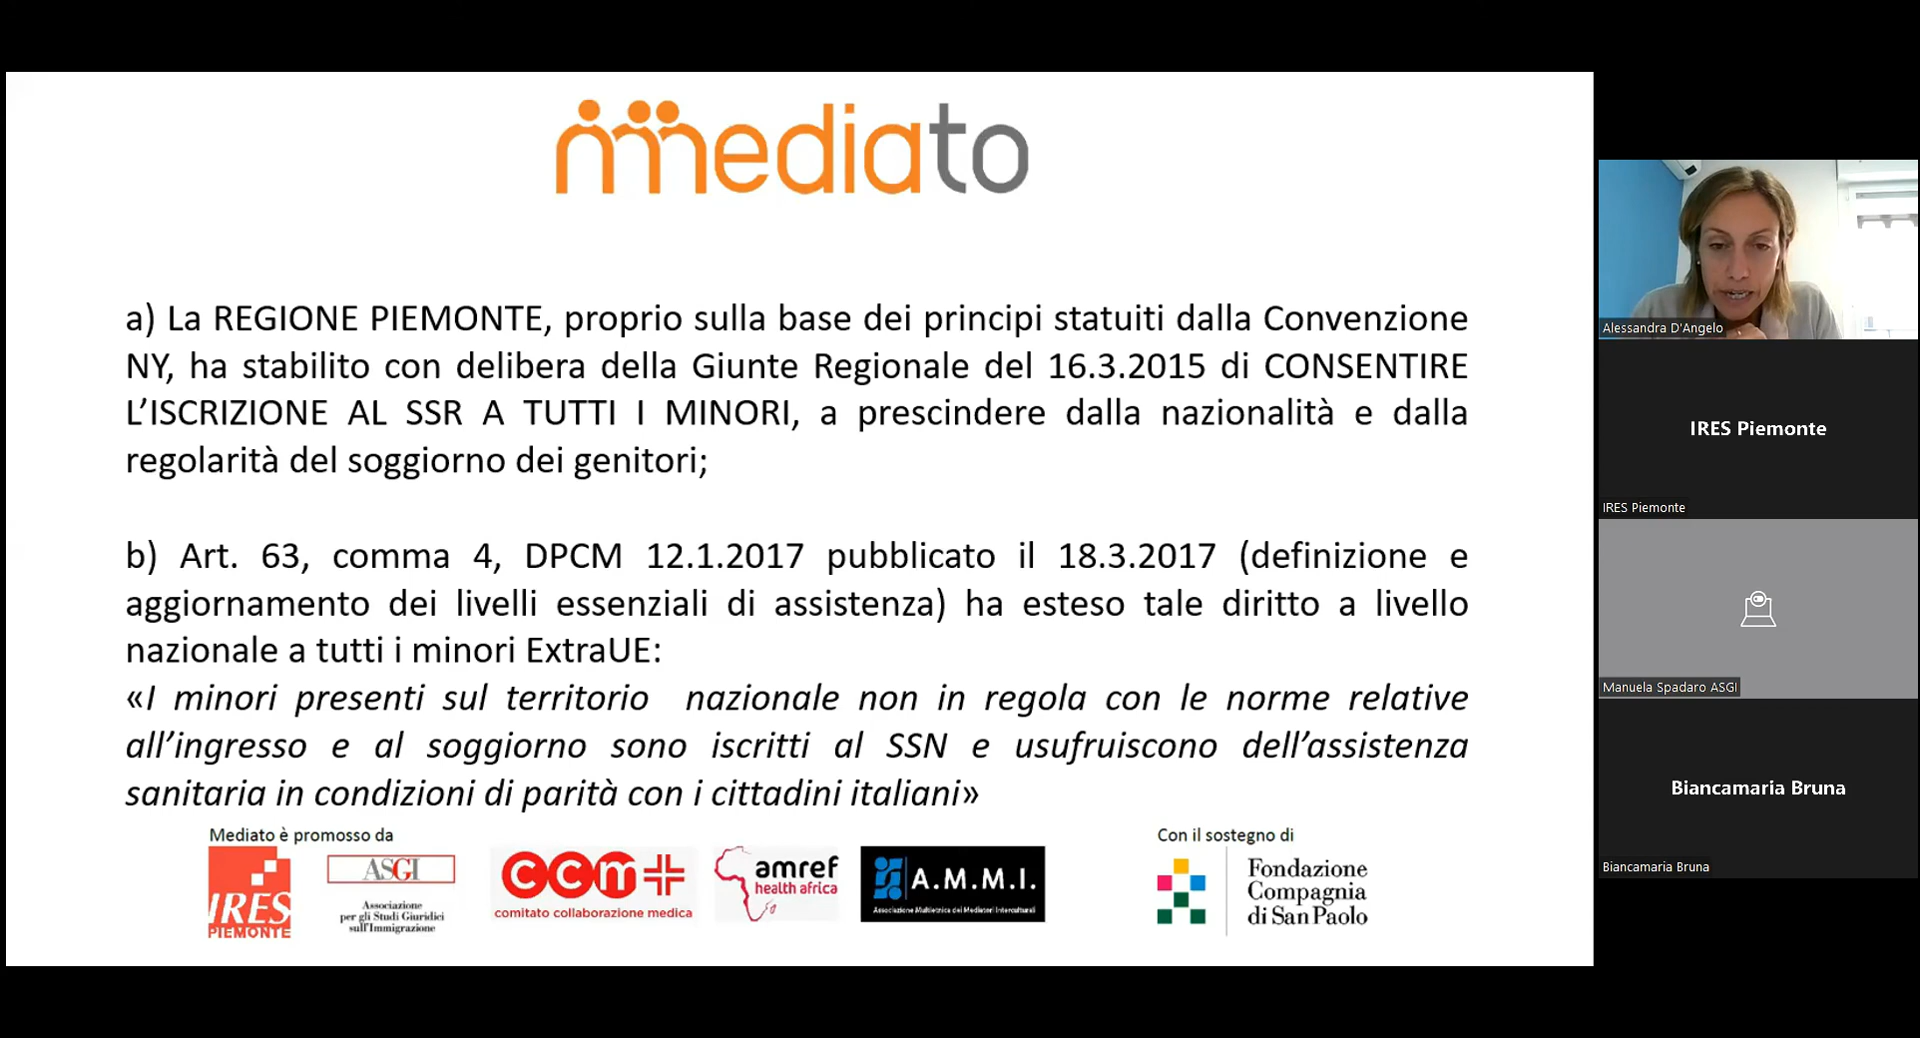 mediato
a) La REGIONE PIEMONTE, proprio sulla base dei principi statuiti dalla Convenzione
NY, ha stabilito con delibera della Giunte Regionale del 16.3.2015 di CONSENTIRE
L’ISCRIZIONE AL SSR A TUTTI I MINORI, a prescindere dalla nazionalità e dalla
regolarità del soggiorno dei genitori;
b) Art. 63, comma 4, DPCM 12.1.2017 pubblicato il 18.3.2017 (definizione e
aggiornamento dei livelli essenziali di assistenza) ha esteso tale diritto a livello
nazionale a tutti i minori ExtraUE:
«I minori presenti sul territorio nazionale non in regola con le norme relative
all’ingresso e al soggiorno sono iscritti al SSN e usufruiscono dell’assistenza
sanitaria in condizioni di parità con i cittadini italiani»
Mediato è promosso da
IRES
PIEMONTE
ASGI
Associazione
per gli Studi Giuridici
sull'Immigrazione
ccm
comitato collaborazione medica
amref
health africa
A.M.M.I.
Associazione Multietnica dei Mediatori Interculturali
Con il sostegno di
Fondazione
Compagnia
di San Paolo
Alessandra D'Angelo
IRES Piemonte
IRES Piemonte
Manuela Spadaro ASGI
Biancamaria Bruna
Biancamaria Bruna